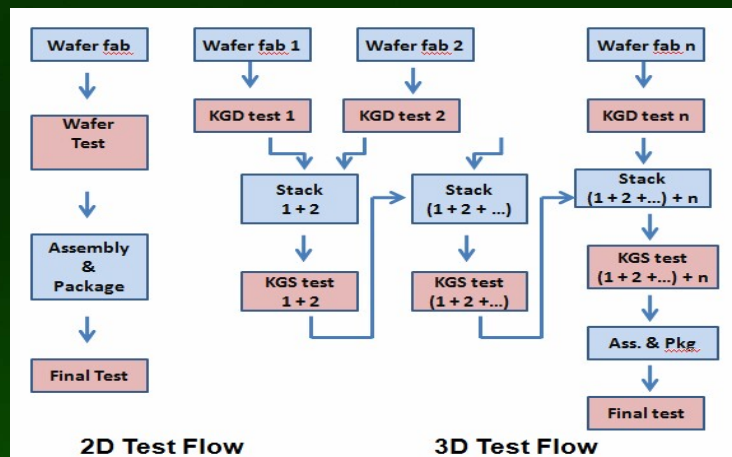 Wafer fab
Wafer
Test
Assembly
&
Package
Final Test
2D Test Flow
Wafer fab 1
Wafer fab 2
Wafer fab n
KGD test 1
KGD test 2
KGD test n
Stack
1 + 2
Stack
(1 + 2 + ...)
Stack
(1 + 2 +...) + n
KGS test
1 + 2
KGS test
(1 + 2 +...)
KGS test
(1 + 2 +...) + n
Ass. & Pkg
Final test
3D Test Flow